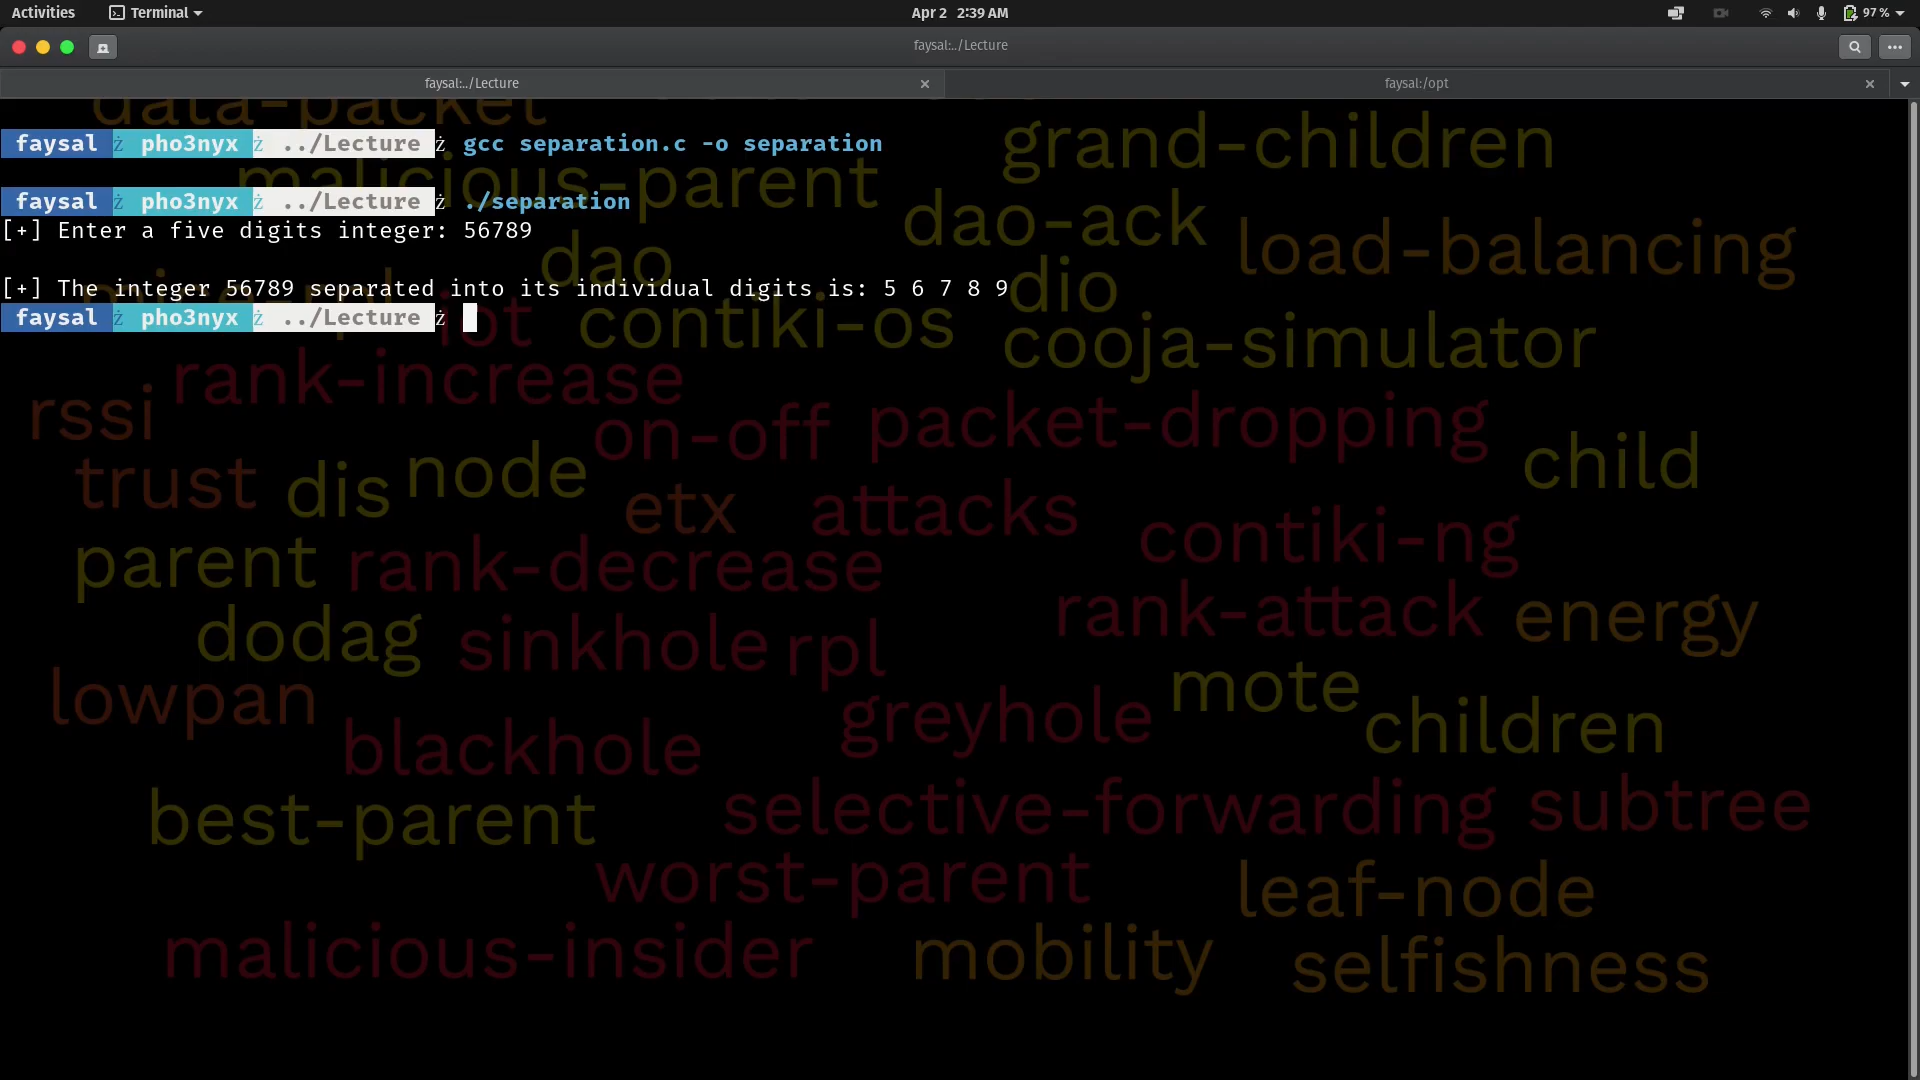 Activities Terminal Apr 2 2:39 AM 97 %
faysal:../Lecture
faysal:../Lecture faysal:/opt
data-packet
faysal ż pho3nyx ż ../Lecture ż gcc separation.c -o separation
grand-children
malicious-parent
faysal ż pho3nyx ż ../Lecture ż ./separation
dao-ack
[+] Enter a five digits integer: 56789
load-balancing
dao
dio
[+] The integer 56789 separated into its individual digits is: 5 6 7 8 9
faysal ż pho3nyx ż ../Lecture ż
iot contiki-os cooja-simulator
rank-increase
rssi on-off packet-dropping
trust dis node etx attacks child
parent rank-decrease contiki-ng
dodag sinkhole rpl rank-attack energy
lowpan mote
blackhole greyhole children
best-parent selective-forwarding subtree
worst-parent leaf-node
malicious-insider mobility selfishness